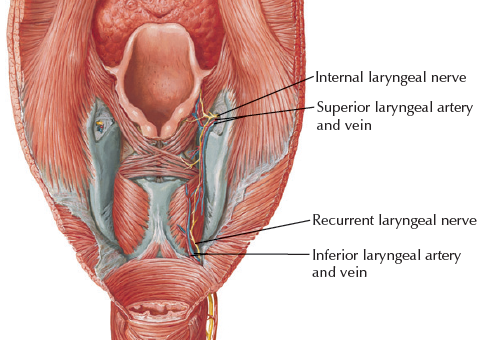 Internal laryngeal nerve
Superior laryngeal artery
and vein
Recurrent laryngeal nerve
Inferior laryngeal artery
and vein